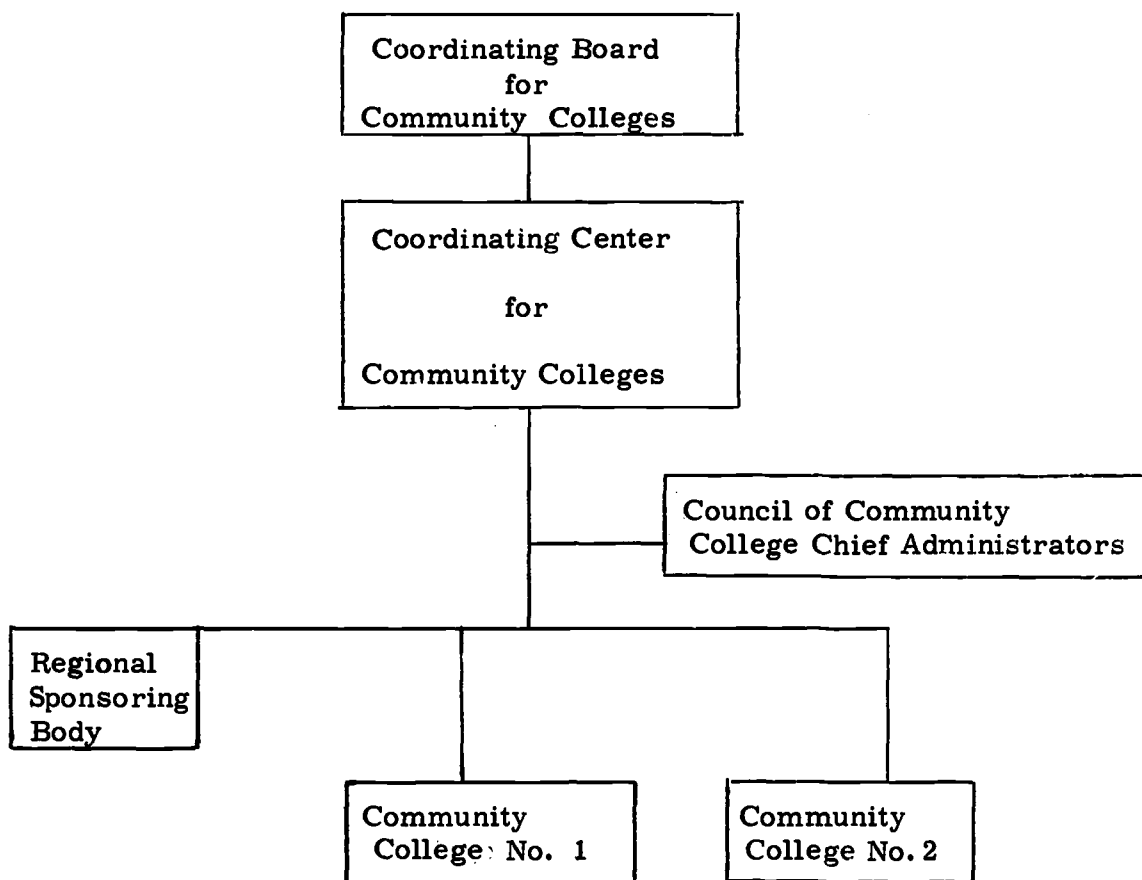 Coordinating Board
for
Community Colleges
Coordinating Center
for
Community Colleges
Council of Community
College Chief Administrators
Regional
Sponsoring
Body
Community
College No. 1
Community
College No. 2